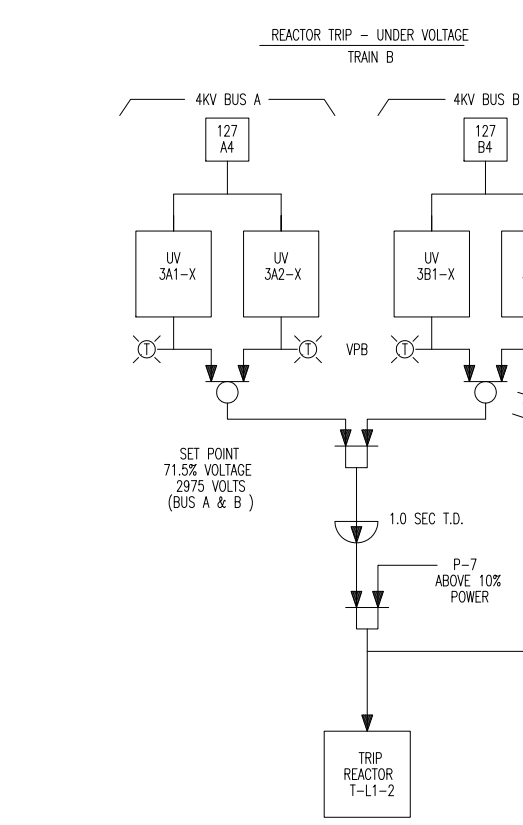 REACTOR TRIP - UNDER VOLTAGE
TRAIN B
4KV BUS A
4KV BUS B
127
A4
127
B4
UV
3A1-X
UV
3A2-X
UV
3B1-X
T
T
VPB
T
SET POINT
71.5% VOLTAGE
2975 VOLTS
(BUS A & B )
1.0 SEC T.D.
P-7
ABOVE 10%
POWER
TRIP
REACTOR
T-L1-2